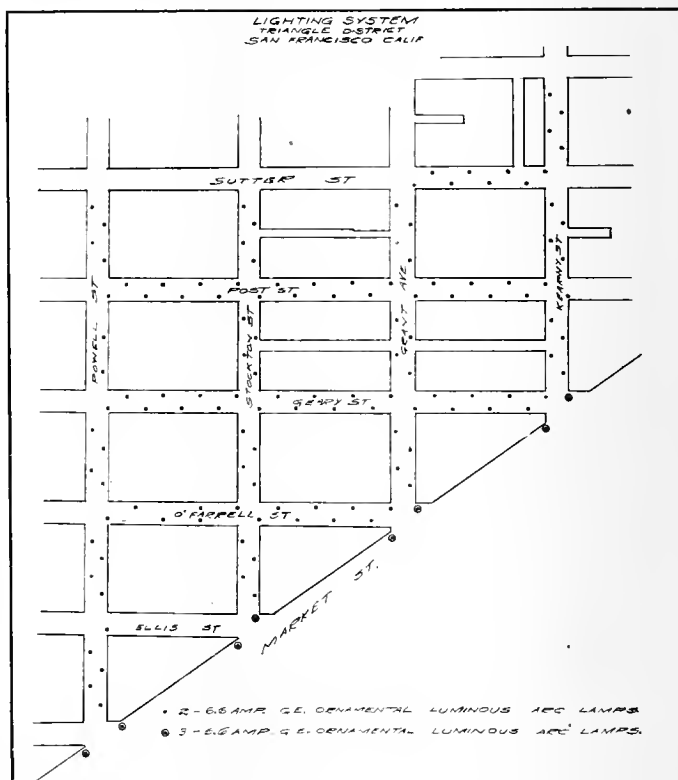 LIGHTING SYSTEM
TRIANGLE DISTRICT
SAN FRANCISCO CALIF
SUTTER ST
POWELL ST
POST ST
STOCKTON ST
GRANT AVE
KEARNY ST
GEARY ST
O'FARRELL ST
MARKET ST.
ELLIS ST
2-6.6 AMP. G.E. ORNAMENTAL LUMINOUS ARC LAMPS.
3-6.6 AMP. G.E. ORNAMENTAL LUMINOUS ARC LAMPS.